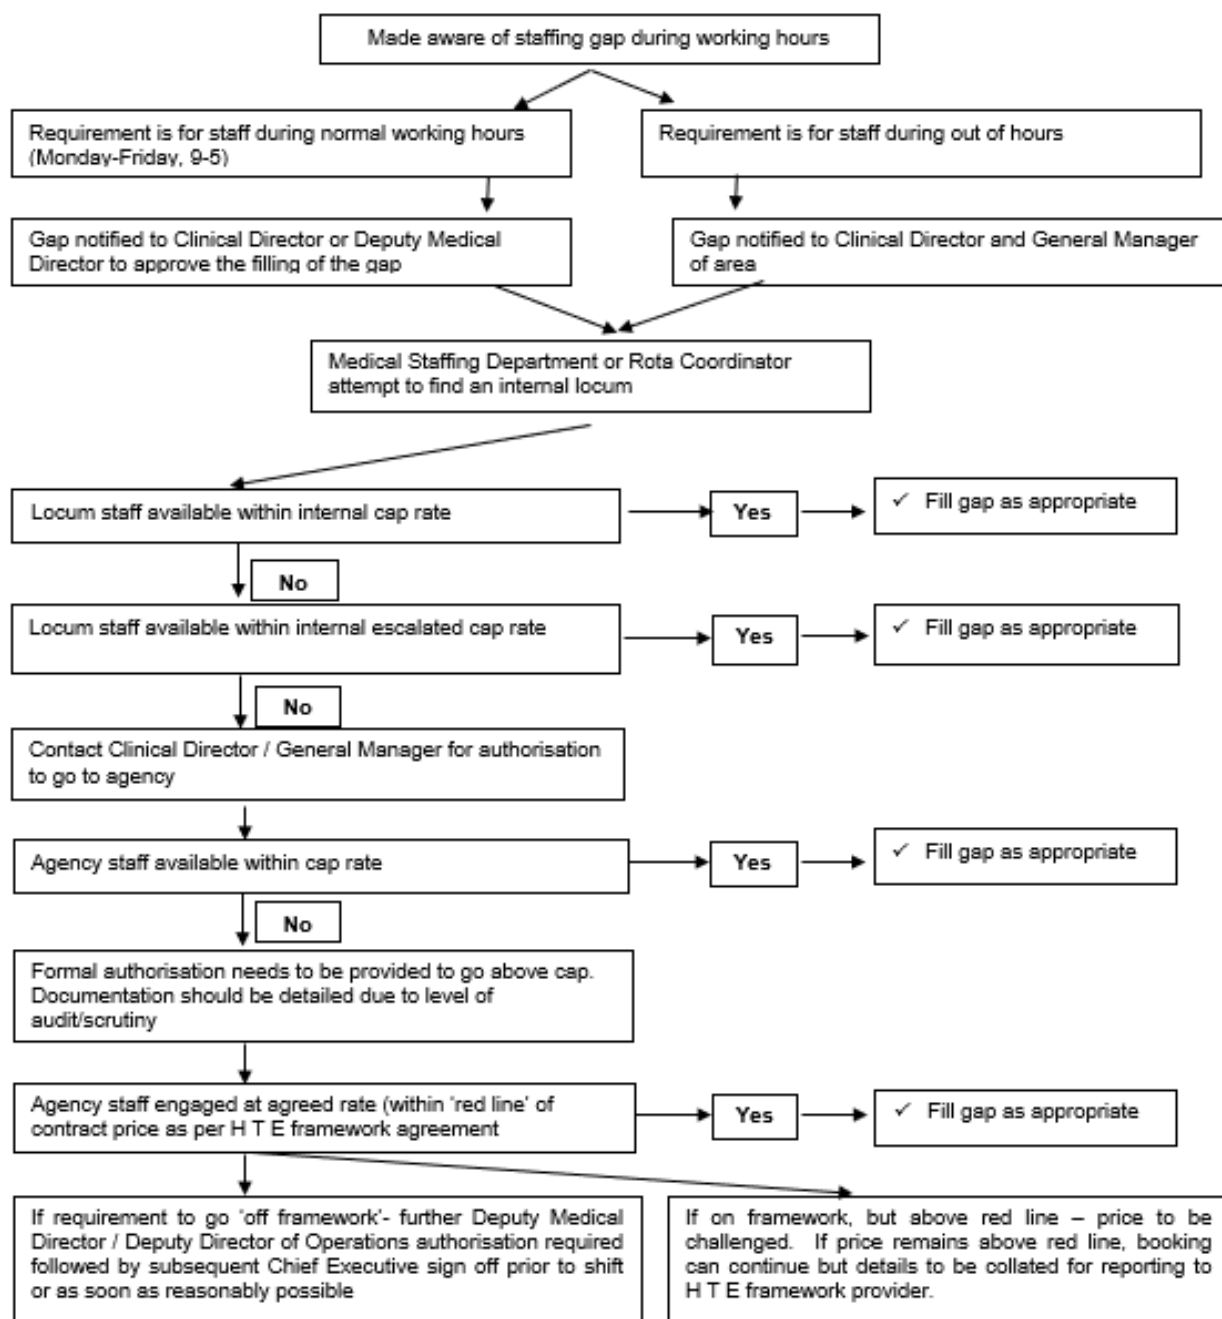 Made aware of staffing gap during working hours
Requirement is for staff during normal working hours
(Monday-Friday, 9-5)
Requirement is for staff during out of hours
Gap notified to Clinical Director or Deputy Medical
Director to approve the filling of the gap
Gap notified to Clinical Director and General Manager
of area
Medical Staffing Department or Rota Coordinator
attempt to find an internal locum
Locum staff available within internal cap rate
Yes
✓ Fill gap as appropriate
No
Locum staff available within internal escalated cap rate
Yes
✓ Fill gap as appropriate
No
Contact Clinical Director / General Manager for authorisation
to go to agency
Agency staff available within cap rate
Yes
✓ Fill gap as appropriate
No
Formal authorisation needs to be provided to go above cap.
Documentation should be detailed due to level of
audit/scrutiny
Agency staff engaged at agreed rate (within 'red line' of
contract price as per H T E framework agreement
Yes
✓ Fill gap as appropriate
If requirement to go 'off framework'- further Deputy Medical
Director / Deputy Director of Operations authorisation required
followed by subsequent Chief Executive sign off prior to shift
or as soon as reasonably possible
If on framework, but above red line – price to be
challenged. If price remains above red line, booking
can continue but details to be collated for reporting to
H T E framework provider.